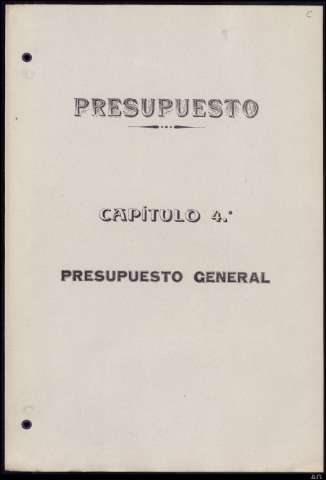 PRESUPUESTO
CAPÍTULO 4.º
PRESUPUESTO GENERAL